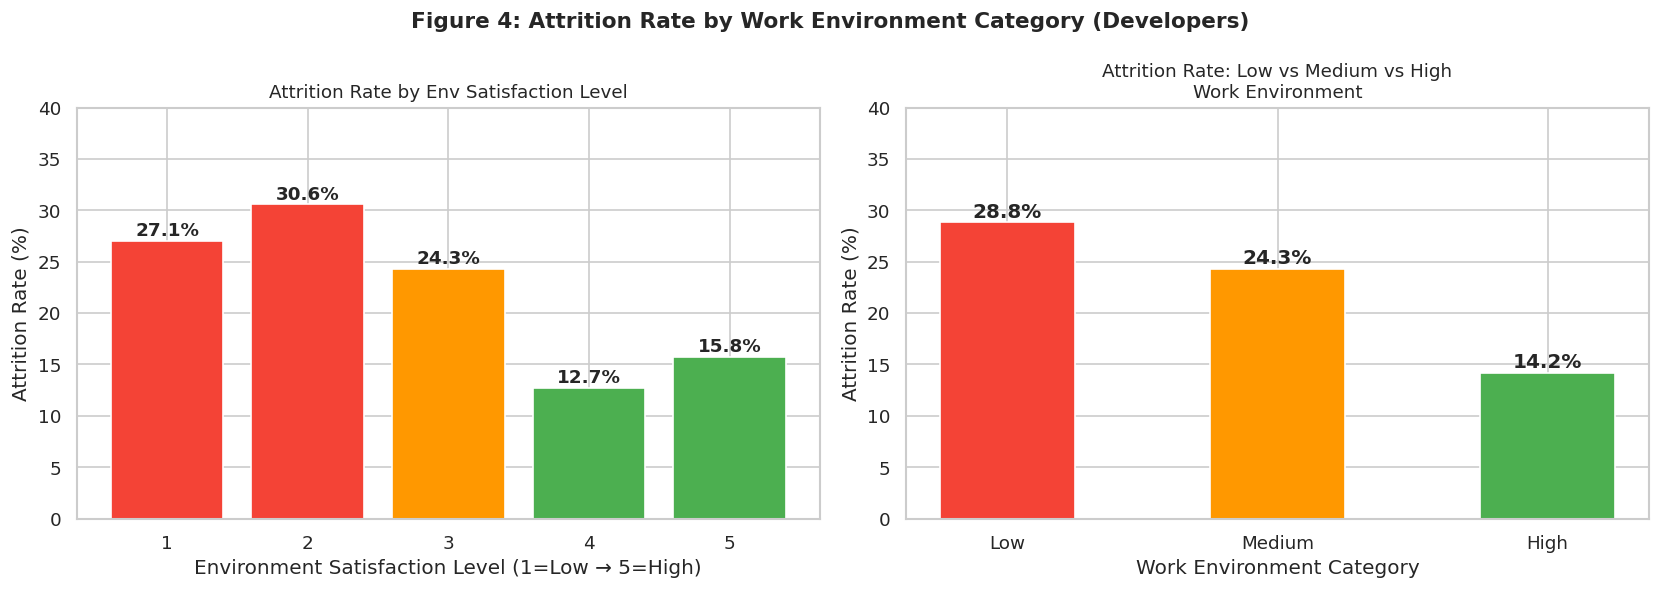 Figure 4: Attrition Rate by Work Environment Category (Developers)
Attrition Rate by Env Satisfaction Level
40
35
30
25
20
15
10
5
0
Attrition Rate (%)
27.1%
30.6%
24.3%
12.7%
15.8%
1 2 3 4 5
Environment Satisfaction Level (1=Low → 5=High)
Attrition Rate: Low vs Medium vs High
Work Environment
40
35
30
25
20
15
10
5
0
Attrition Rate (%)
28.8%
24.3%
14.2%
Low Medium High
Work Environment Category